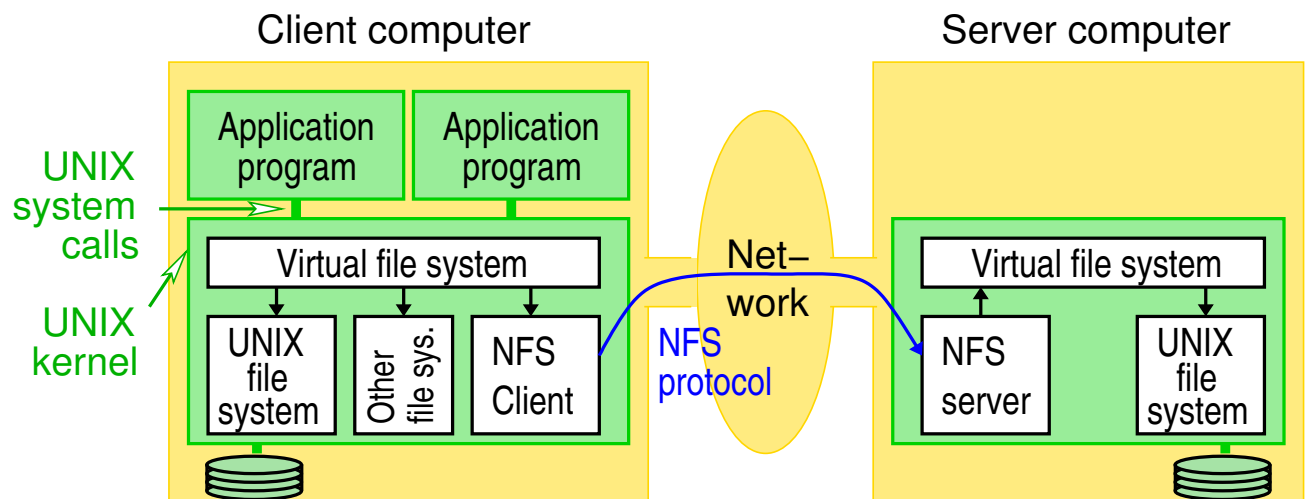 Client computer
Server computer
Application
program
Application
program
UNIX
system
calls
Virtual file system
Net–
work
Virtual file system
UNIX
kernel
UNIX
file
system
Other
file sys.
NFS
Client
NFS
protocol
NFS
server
UNIX
file
system